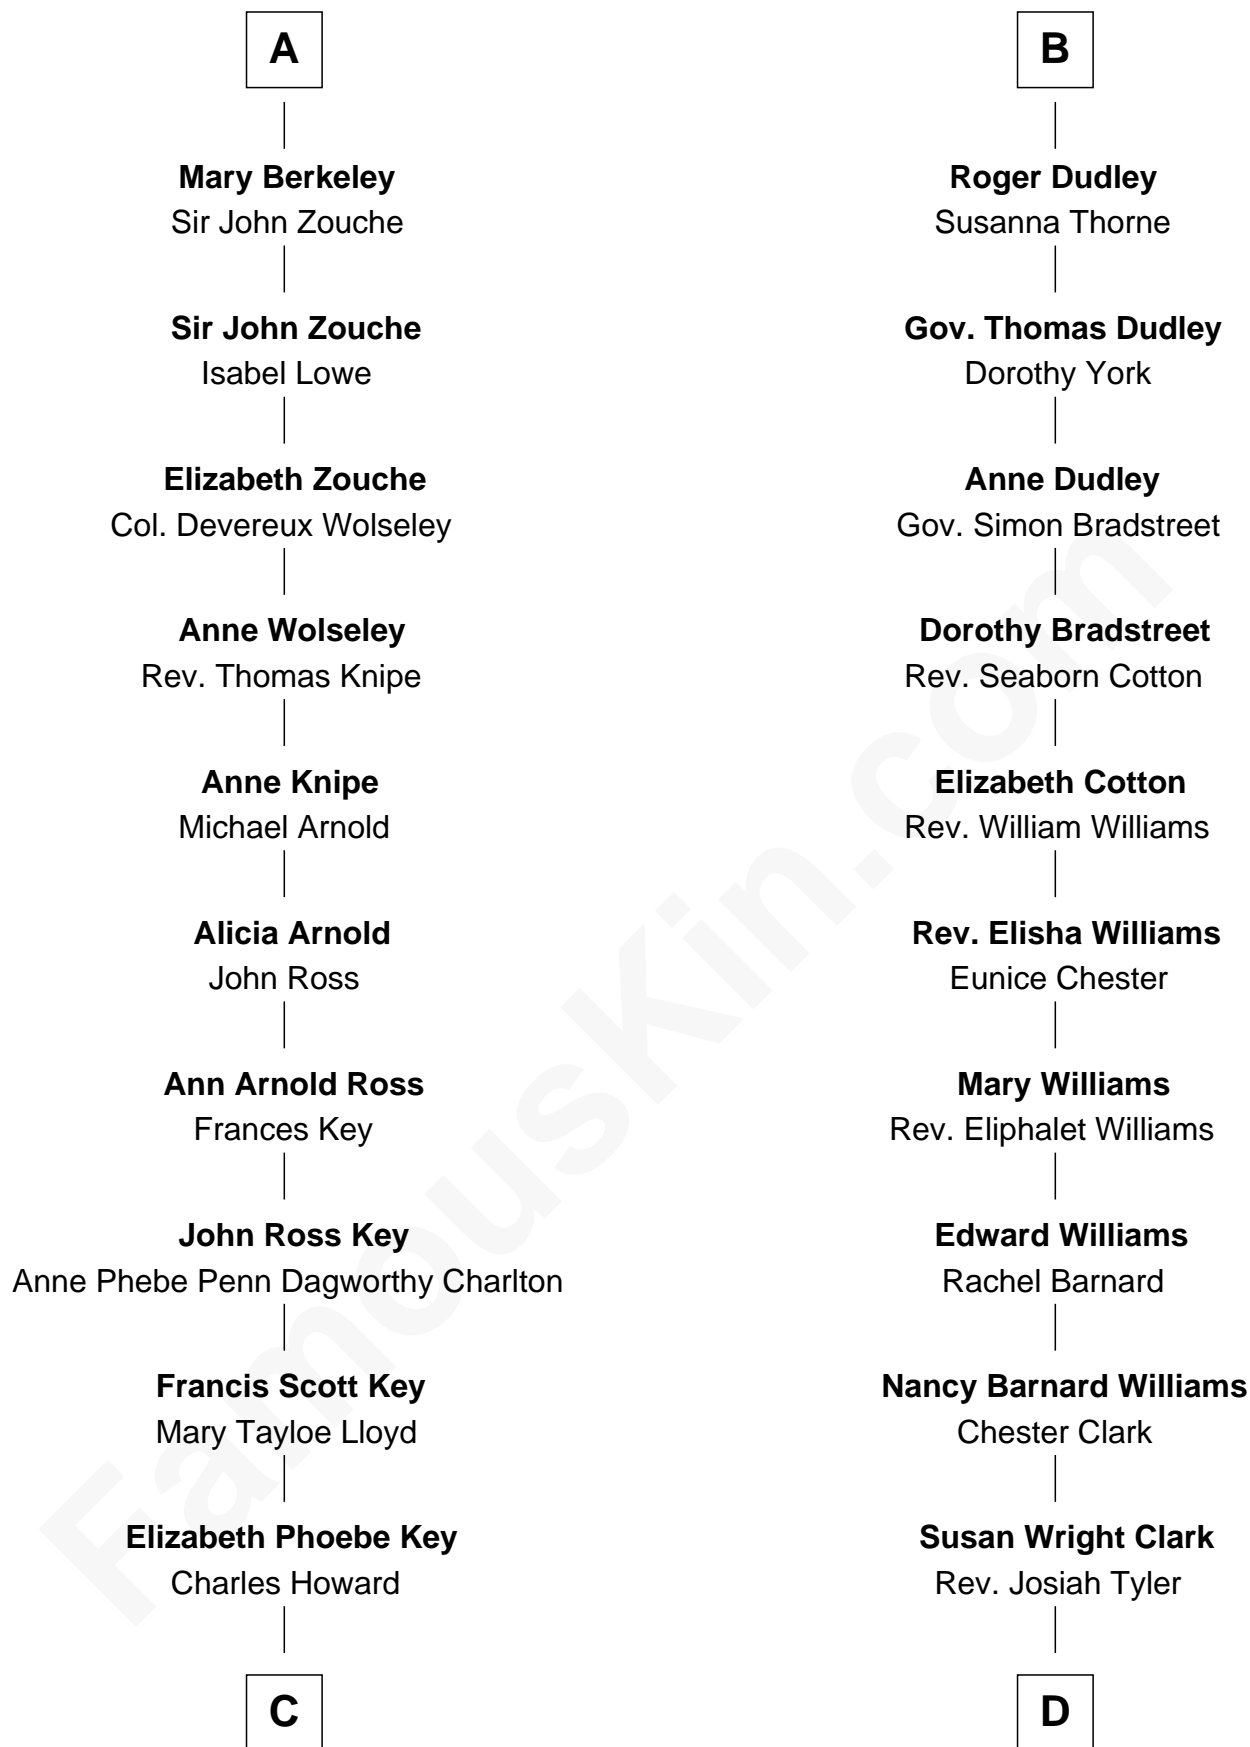 A
Mary Berkeley
Sir John Zouche
Sir John Zouche
Isabel Lowe
Elizabeth Zouche
Col. Devereux Wolseley
Anne Wolseley
Rev. Thomas Knipe
Anne Knipe
Michael Arnold
Alicia Arnold
John Ross
Ann Arnold Ross
Frances Key
John Ross Key
Anne Phebe Penn Dagworthy Charlton
Francis Scott Key
Mary Tayloe Lloyd
Elizabeth Phoebe Key
Charles Howard
C
B
Roger Dudley
Susanna Thorne
Gov. Thomas Dudley
Dorothy York
Anne Dudley
Gov. Simon Bradstreet
Dorothy Bradstreet
Rev. Seaborn Cotton
Elizabeth Cotton
Rev. William Williams
Rev. Elisha Williams
Eunice Chester
Mary Williams
Rev. Eliphalet Williams
Edward Williams
Rachel Barnard
Nancy Barnard Williams
Chester Clark
Susan Wright Clark
Rev. Josiah Tyler
D
FamousKin.com